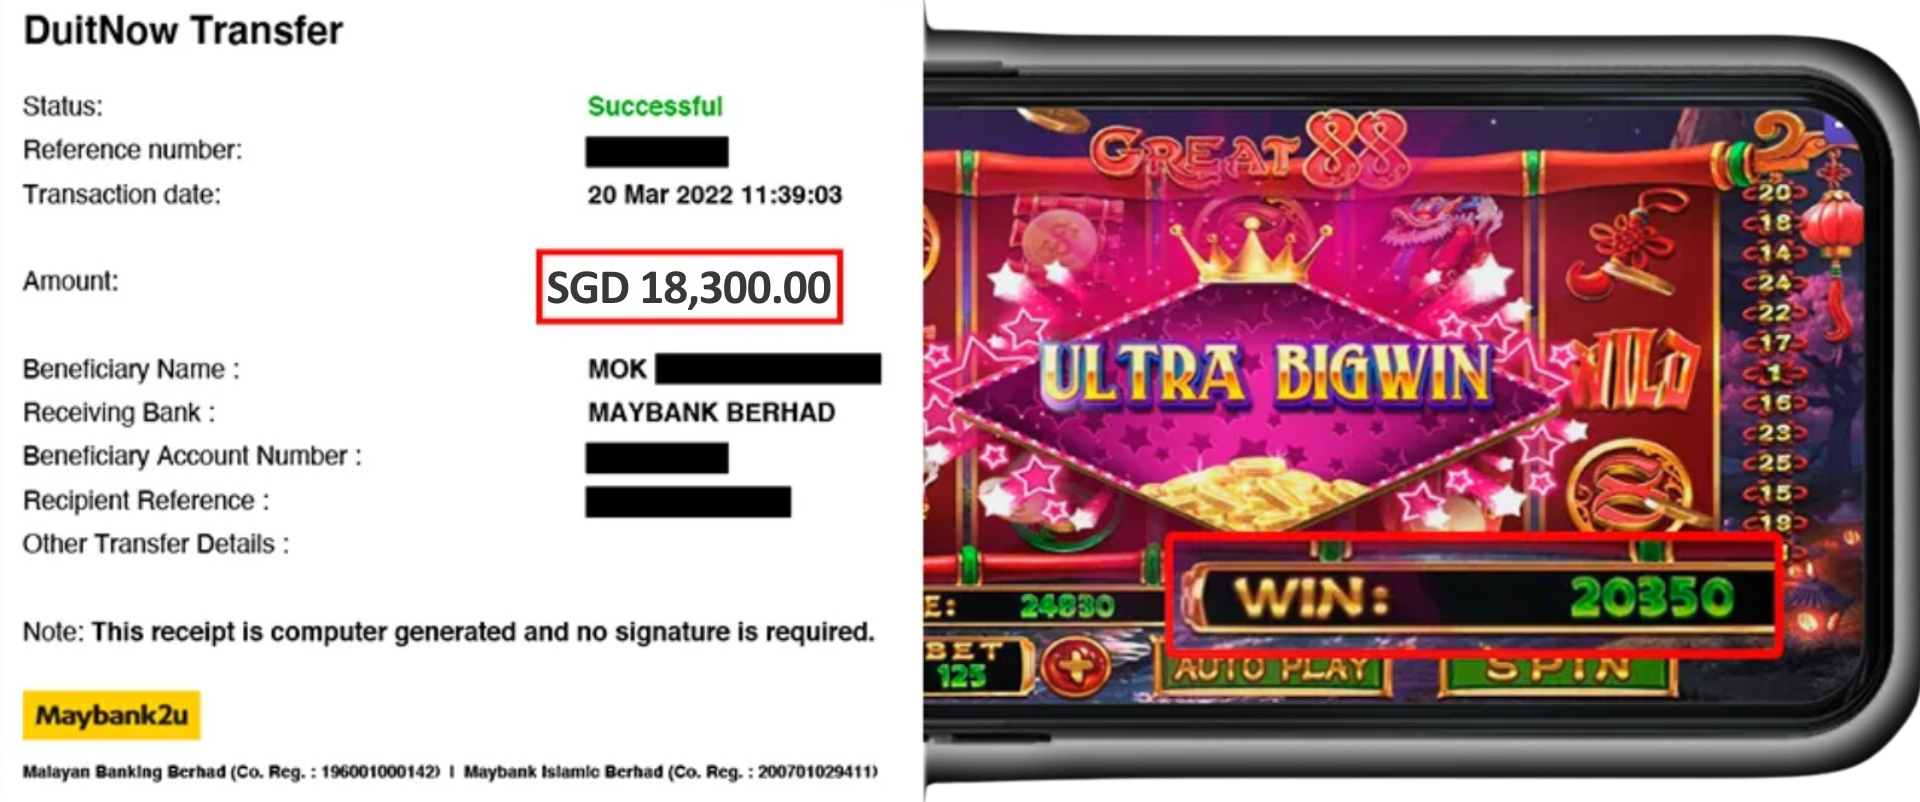 DuitNow Transfer
Status: Successful
Reference number:
Transaction date: 20 Mar 2022 11:39:03
Amount: SGD 18,300.00
Beneficiary Name : MOK
Receiving Bank : MAYBANK BERHAD
Beneficiary Account Number :
Recipient Reference :
Other Transfer Details :
Note: This receipt is computer generated and no signature is required.
Maybank2u
Malayan Banking Berhad (Co. Reg. : 196001000142) I Maybank Islamic Berhad (Co. Reg. : 200701029411)
GREAT 88
ULTRA BIGWIN
WILD
20
18
14
24
22
17
1
16
23
25
15
19
E: 24830
WIN: 20350
BET
125
AUTO PLAY
SPIN